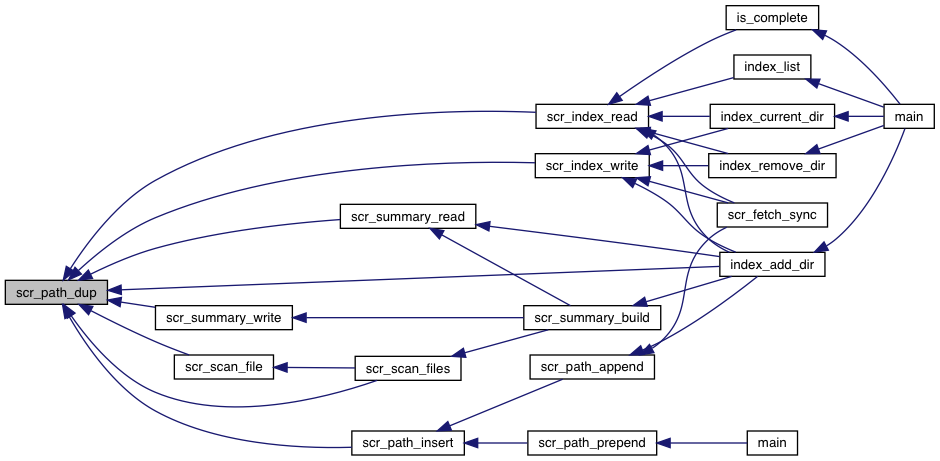 is_complete
index_list
scr_index_read
index_current_dir
main
scr_index_write
index_remove_dir
scr_summary_read
scr_fetch_sync
index_add_dir
scr_path_dup
scr_summary_write
scr_summary_build
scr_scan_file
scr_scan_files
scr_path_append
scr_path_insert
scr_path_prepend
main